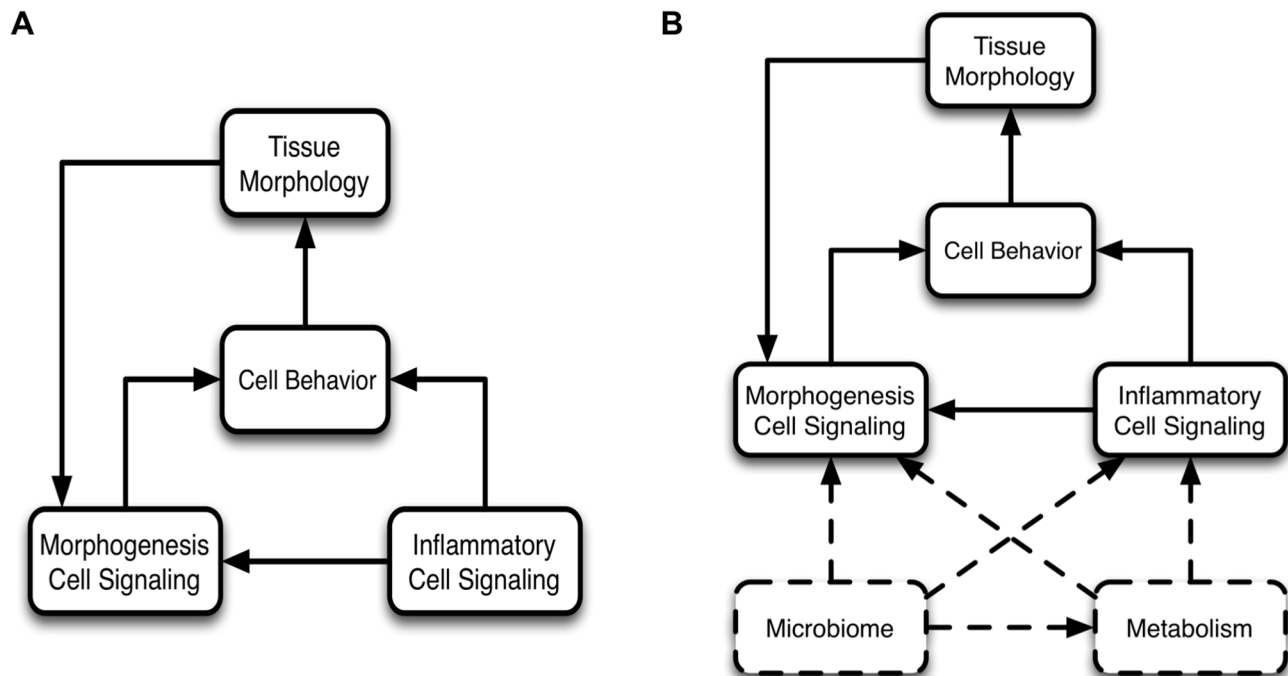 A
Tissue
Morphology
Cell Behavior
Morphogenesis
Cell Signaling
Inflammatory
Cell Signaling
B
Tissue
Morphology
Cell Behavior
Morphogenesis
Cell Signaling
Inflammatory
Cell Signaling
Microbiome
Metabolism